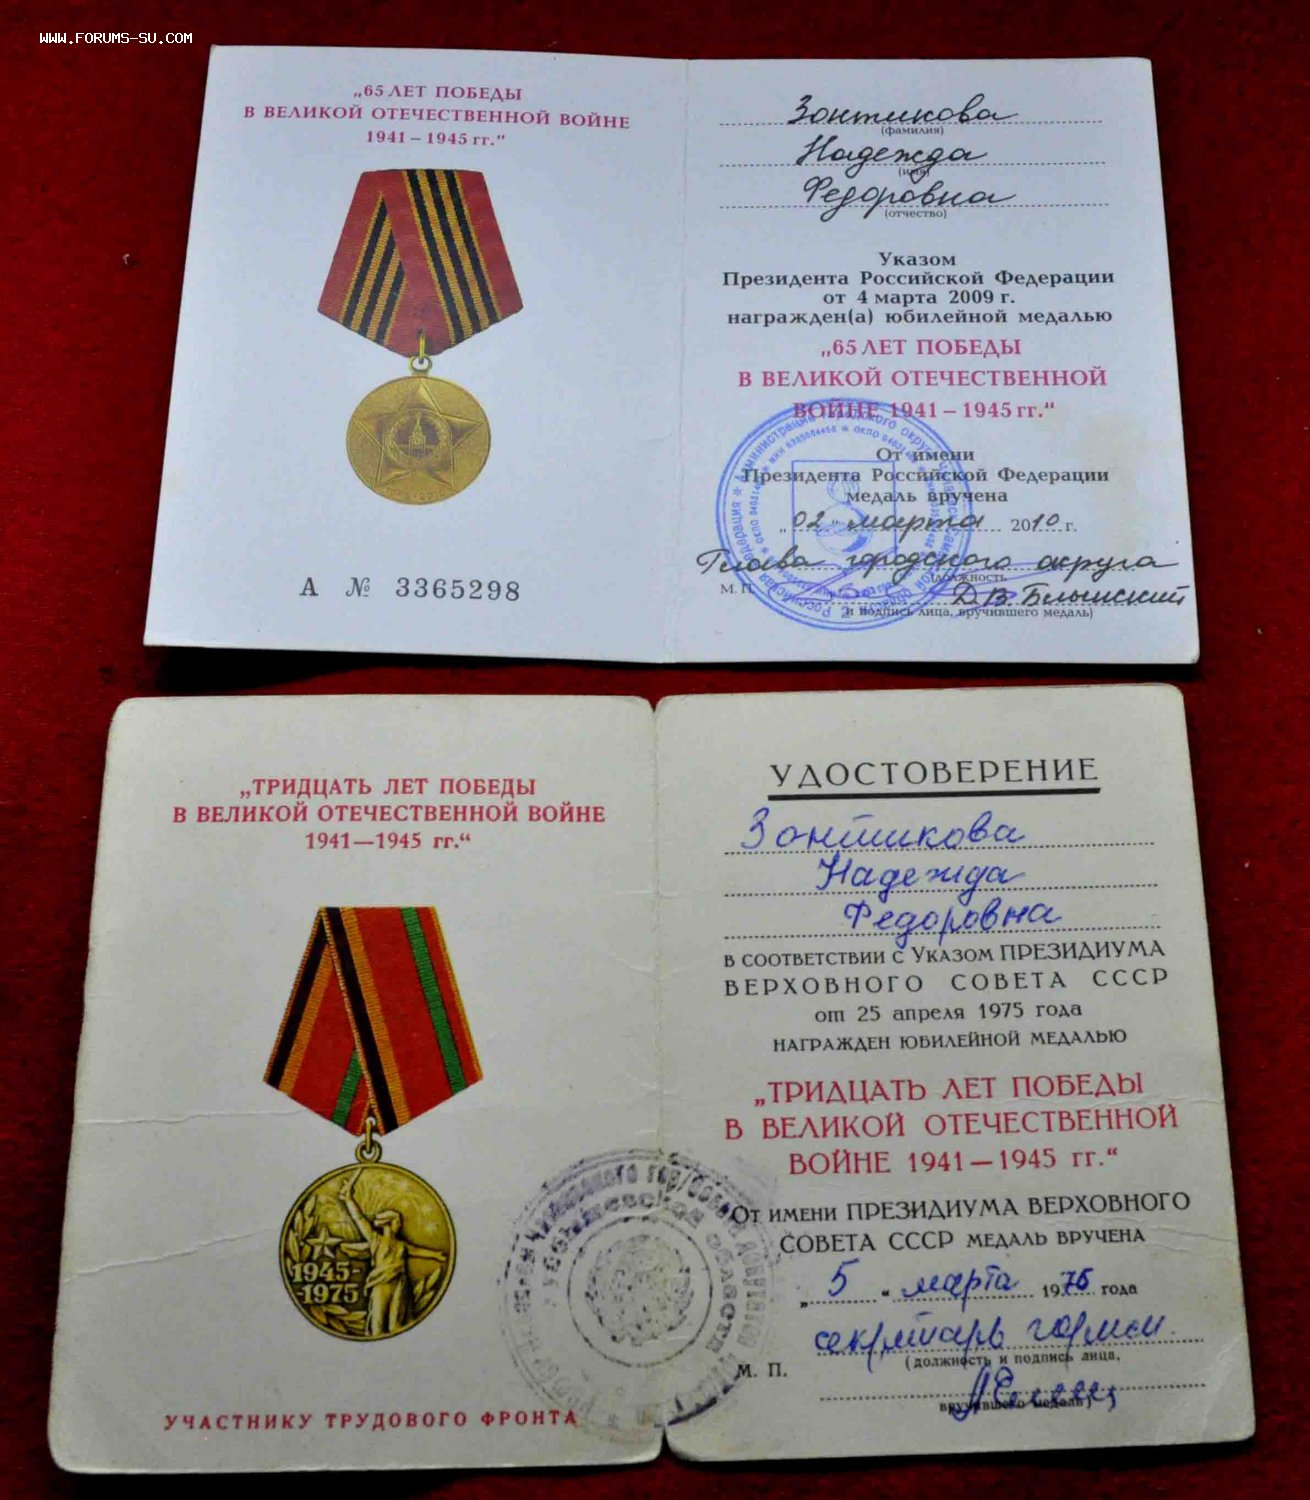 WWW.FORUMS-SU.COM
„65 ЛЕТ ПОБЕДЫ
В ВЕЛИКОЙ ОТЕЧЕСТВЕННОЙ ВОЙНЕ
1941 – 1945 гг.“
А № 3365298
Зонтикова
(фамилия)
Надежда
(имя)
Федоровна
(отчество)
Указом
Президента Российской Федерации
от 4 марта 2009 г.
награжден(а) юбилейной медалью
„65 ЛЕТ ПОБЕДЫ
В ВЕЛИКОЙ ОТЕЧЕСТВЕННОЙ
ВОЙНЕ 1941 – 1945 гг.“
От имени
Президента Российской Федерации
медаль вручена
„02“ марта 2010 г.
Глава городского округа
(должность
М. П. Д.В.
и подпись лица, вручившего медаль)
„ТРИДЦАТЬ ЛЕТ ПОБЕДЫ
В ВЕЛИКОЙ ОТЕЧЕСТВЕННОЙ ВОЙНЕ
1941—1945 гг.“
1945-
-1975
УЧАСТНИКУ ТРУДОВОГО ФРОНТА
УДОСТОВЕРЕНИЕ
Зонтикова
Надежда
Федоровна
В СООТВЕТСТВИИ С УКАЗОМ ПРЕЗИДИУМА
ВЕРХОВНОГО СОВЕТА СССР
от 25 апреля 1975 года
НАГРАЖДЕН ЮБИЛЕЙНОЙ МЕДАЛЬЮ
„ТРИДЦАТЬ ЛЕТ ПОБЕДЫ
В ВЕЛИКОЙ ОТЕЧЕСТВЕННОЙ
ВОЙНЕ 1941 — 1945 гг.“
ОТ ИМЕНИ ПРЕЗИДИУМА ВЕРХОВНОГО
СОВЕТА СССР МЕДАЛЬ ВРУЧЕНА
„5“ марта 1976 года
секретарь
(должность и подпись лица,
М. П.
вручившего медаль)